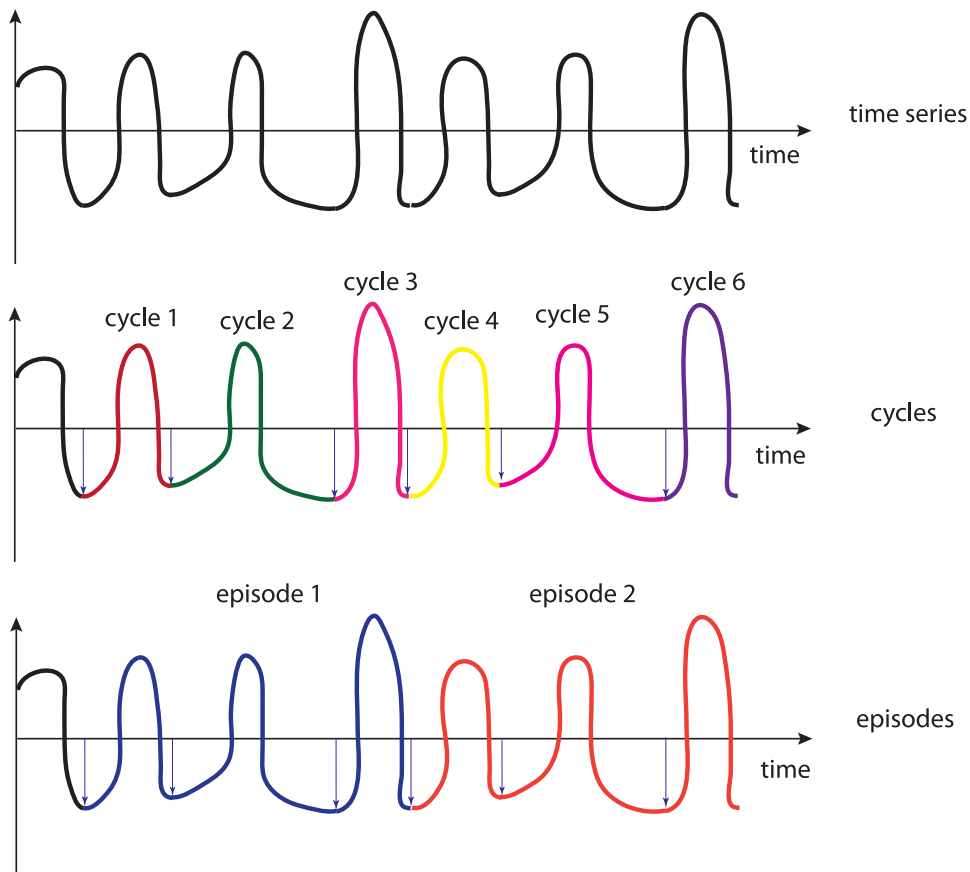 time series
time
cycle 1
cycle 2
cycle 3
cycle 4
cycle 5
cycle 6
cycles
time
episode 1
episode 2
episodes
time